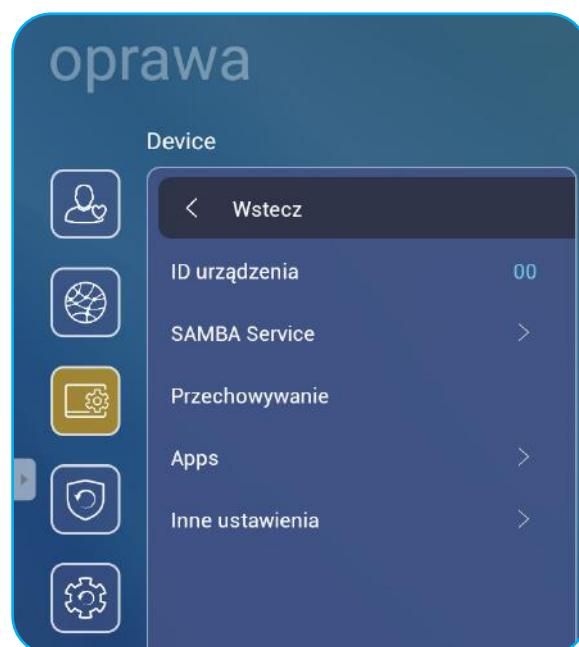 oprawa
Device
Wstecz
ID urządzenia 00
SAMBA Service
Przechowywanie
Apps
Inne ustawienia